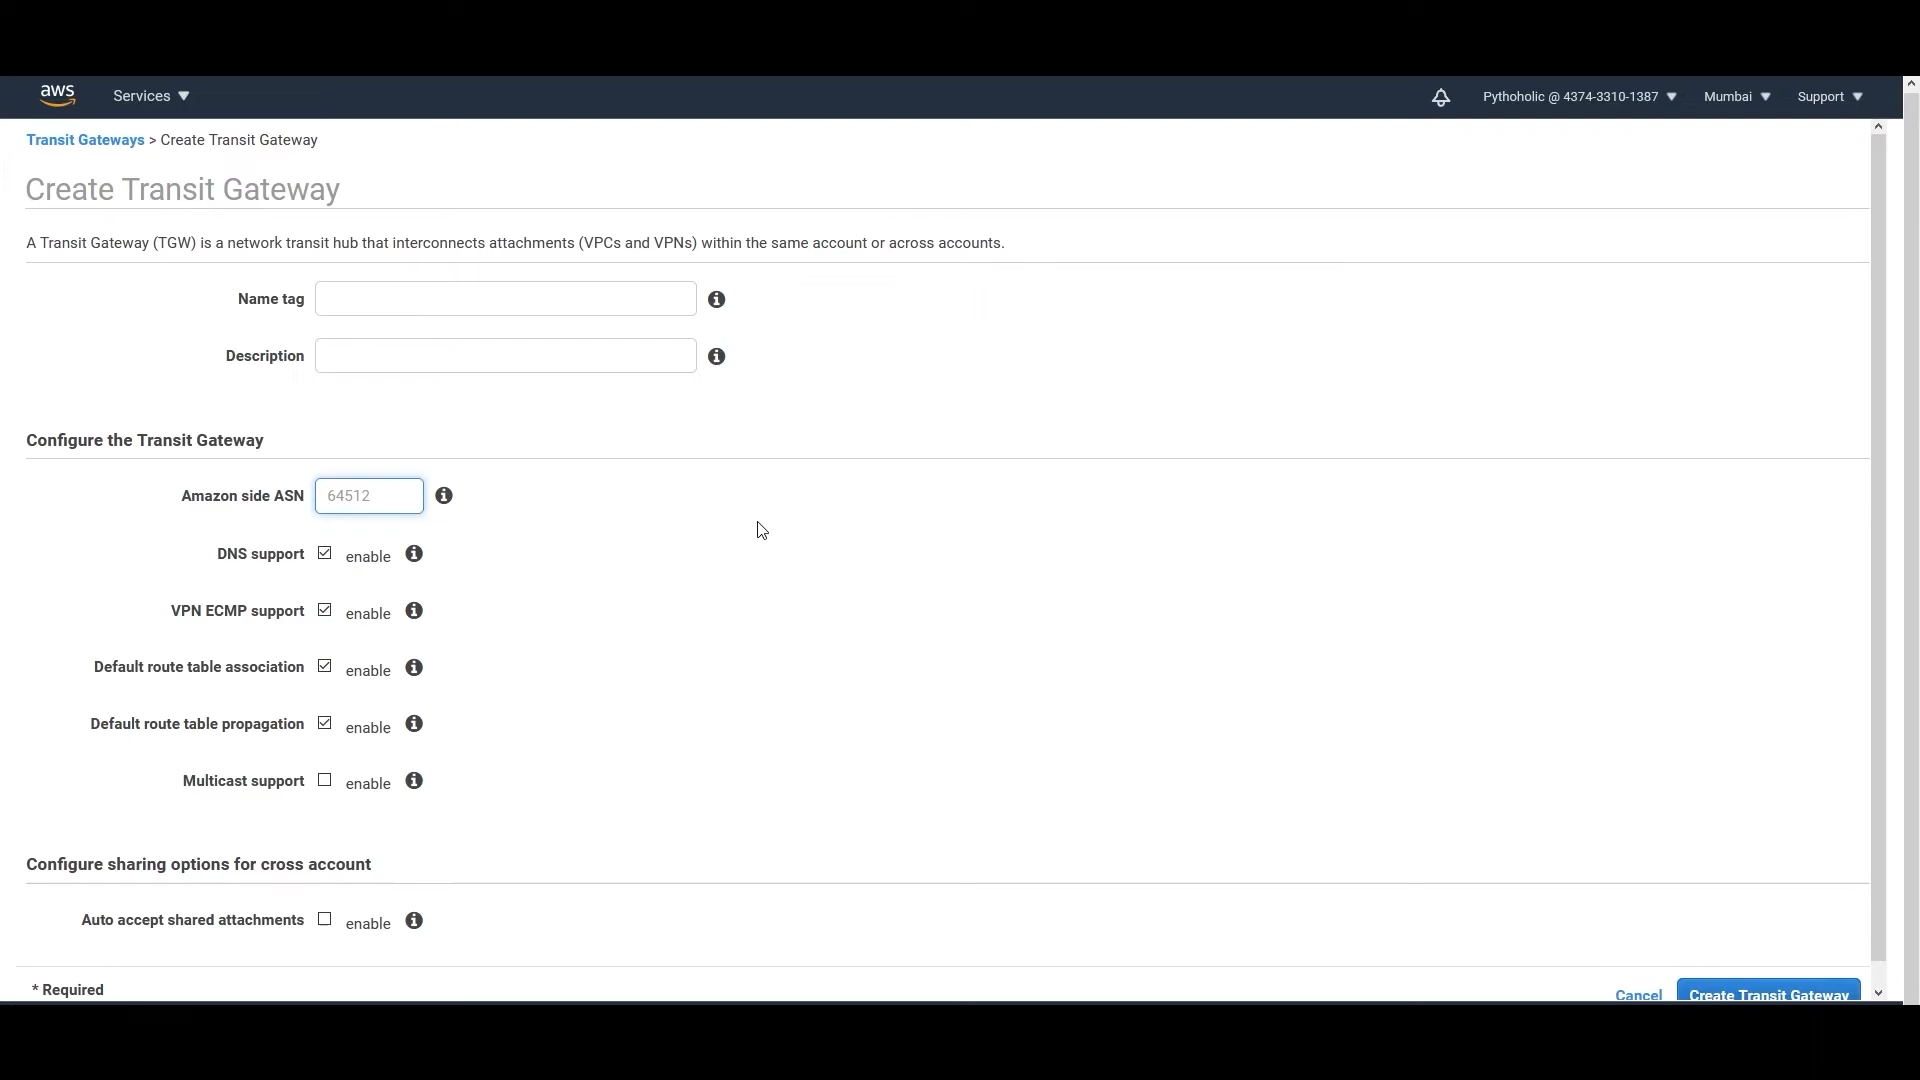 aws Services Pythoholic @ 4374-3310-1387 Mumbai Support
Transit Gateways > Create Transit Gateway
Create Transit Gateway
A Transit Gateway (TGW) is a network transit hub that interconnects attachments (VPCs and VPNs) within the same account or across accounts.
Name tag
Description
Configure the Transit Gateway
Amazon side ASN 64512
DNS support enable
VPN ECMP support enable
Default route table association enable
Default route table propagation enable
Multicast support enable
Configure sharing options for cross account
Auto accept shared attachments enable
* Required
Cancel Create Transit Gateway